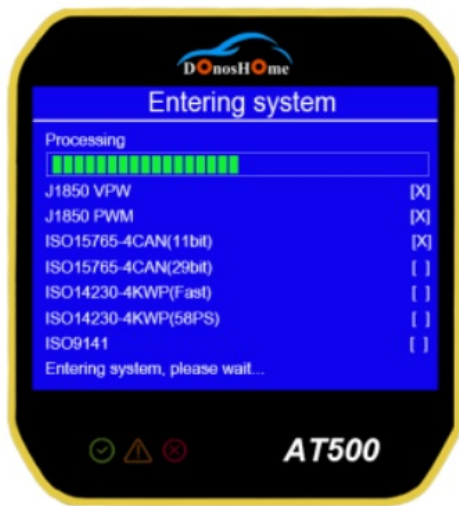 DOnosHOme
Entering system
Processing
J1850 VPW [X]
J1850 PWM [X]
ISO15765-4CAN(11bit) [X]
ISO15765-4CAN(29bit) [ ]
ISO14230-4KWP(Fast) [ ]
ISO14230-4KWP(58PS) [ ]
ISO9141 [ ]
Entering system, please wait...
AT500